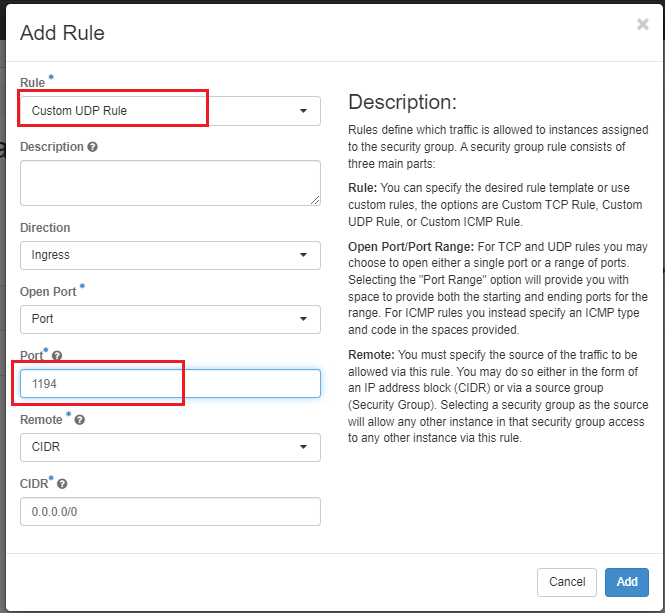 Add Rule
×
Rule *
Custom UDP Rule
Description ?
Direction
Ingress
Open Port *
Port
Port* ?
1194
Remote * ?
CIDR
CIDR* ?
0.0.0.0/0
Description:
Rules define which traffic is allowed to instances assigned
to the security group. A security group rule consists of
three main parts:
Rule: You can specify the desired rule template or use
custom rules, the options are Custom TCP Rule, Custom
UDP Rule, or Custom ICMP Rule.
Open Port/Port Range: For TCP and UDP rules you may
choose to open either a single port or a range of ports.
Selecting the "Port Range" option will provide you with
space to provide both the starting and ending ports for the
range. For ICMP rules you instead specify an ICMP type
and code in the spaces provided.
Remote: You must specify the source of the traffic to be
allowed via this rule. You may do so either in the form of
an IP address block (CIDR) or via a source group
(Security Group). Selecting a security group as the source
will allow any other instance in that security group access
to any other instance via this rule.
Cancel
Add